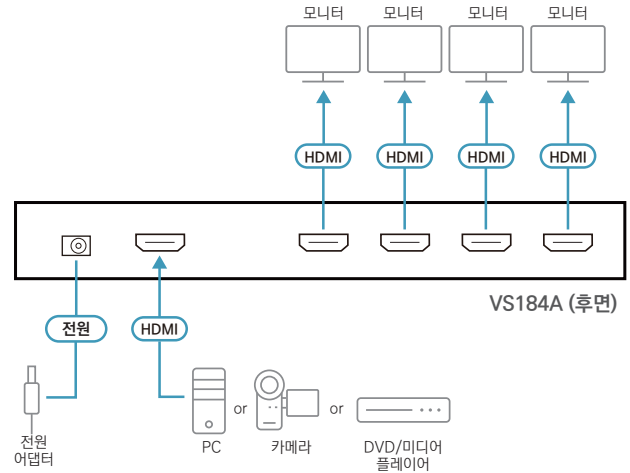 모니터 모니터 모니터 모니터
HDMI HDMI HDMI HDMI
VS184A (후면)
전원 HDMI
전원
어댑터
PC or 카메라 or DVD/미디어
플레이어